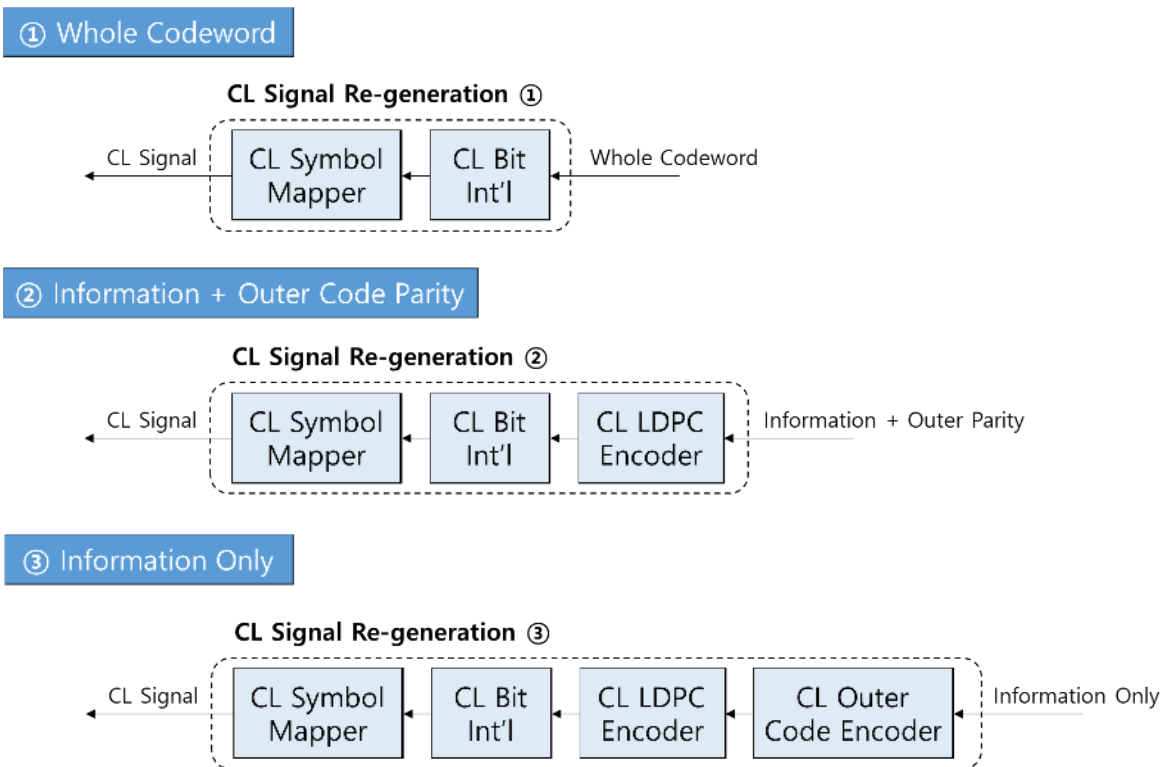 ① Whole Codeword
CL Signal Re-generation ①
CL Signal
CL Symbol
Mapper
CL Bit
Int'l
Whole Codeword
② Information + Outer Code Parity
CL Signal Re-generation ②
CL Signal
CL Symbol
Mapper
CL Bit
Int'l
CL LDPC
Encoder
Information + Outer Parity
③ Information Only
CL Signal Re-generation ③
CL Signal
CL Symbol
Mapper
CL Bit
Int'l
CL LDPC
Encoder
CL Outer
Code Encoder
Information Only